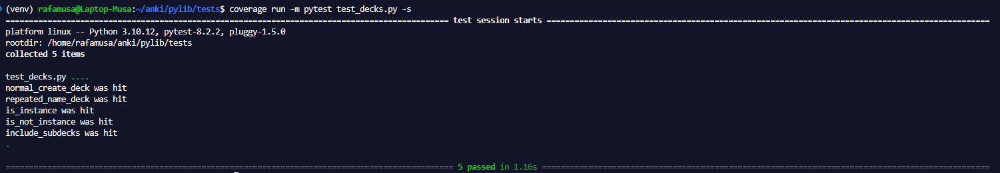 (venv) rafamusa@Laptop-Musa:~/anki/pylib/tests$ coverage run -m pytest test_decks.py -s
=============================================================================================== test session starts ===============================================================================================
platform linux -- Python 3.10.12, pytest-8.2.2, pluggy-1.5.0
rootdir: /home/rafamusa/anki/pylib/tests
collected 5 items

test_decks.py ....
normal_create_deck was hit
repeated_name_deck was hit
is_instance was hit
is_not_instance was hit
include_subdecks was hit
.

================================================================================================ 5 passed in 1.16s ================================================================================================